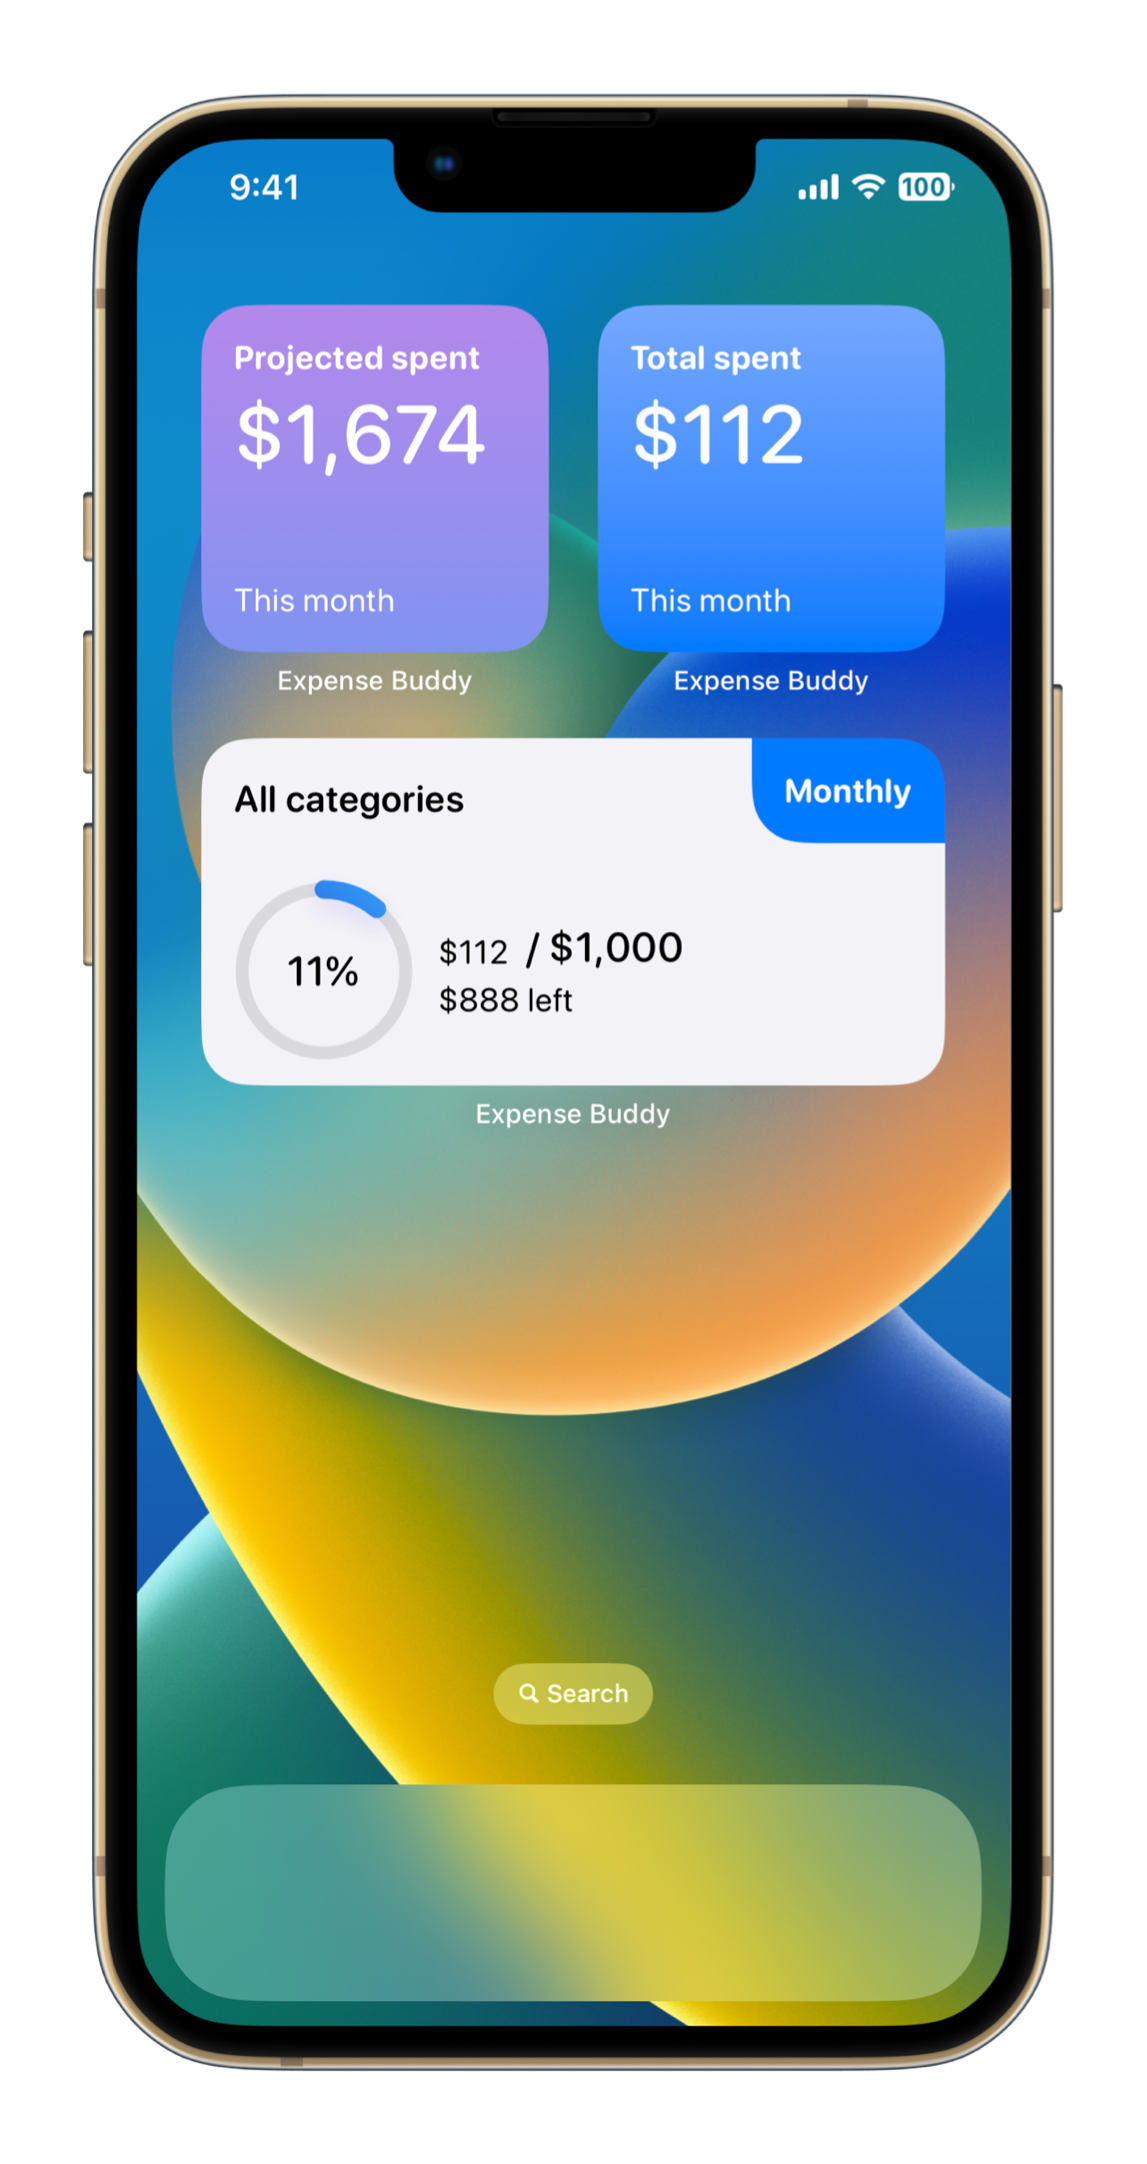 9:41
100
Projected spent
$1,674
This month
Expense Buddy
Total spent
$112
This month
Expense Buddy
All categories
Monthly
11%
$112 / $1,000
$888 left
Expense Buddy
Search